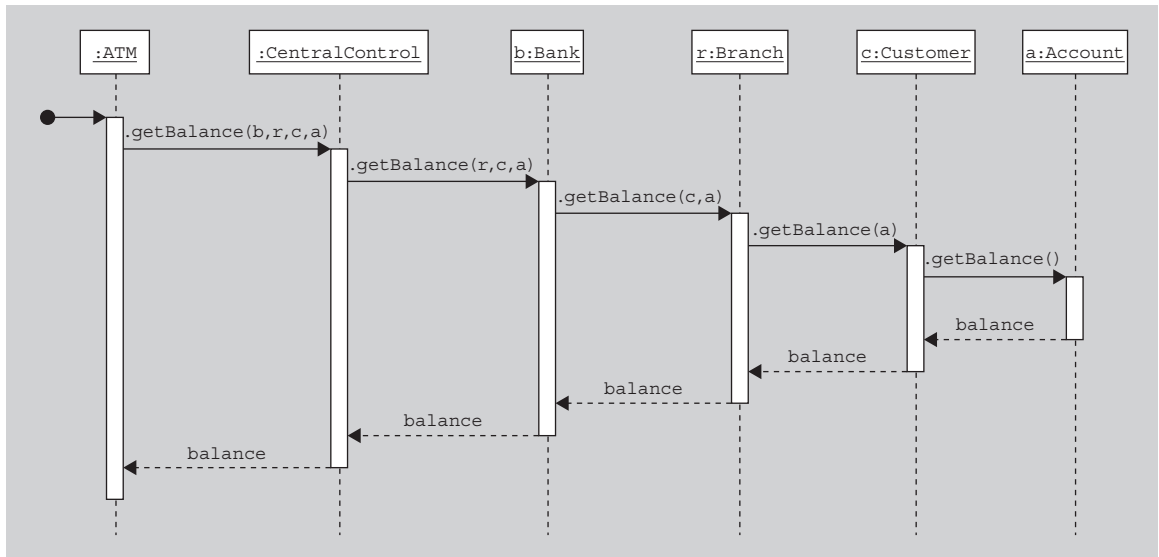 :ATM
:CentralControl
b:Bank
r:Branch
c:Customer
a:Account
.getBalance(b,r,c,a)
.getBalance(r,c,a)
.getBalance(c,a)
.getBalance(a)
.getBalance()
balance
balance
balance
balance
balance